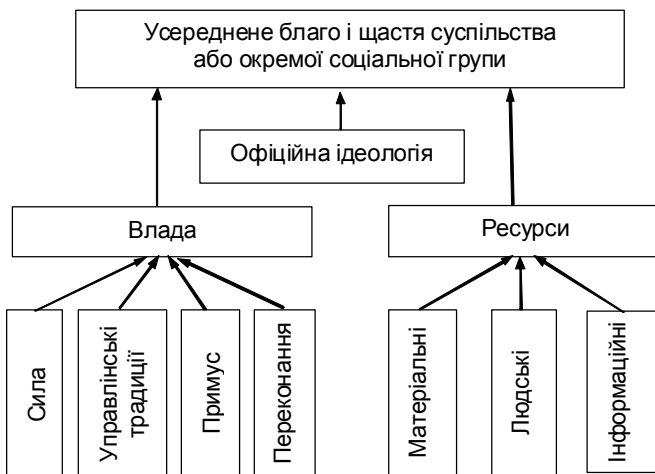 Усереднене благо і щастя суспільства
або окремої соціальної групи
Офіційна ідеологія
Влада
Ресурси
Сила
Управлінські
традиції
Примус
Переконання
Матеріальні
Людські
Інформаційні